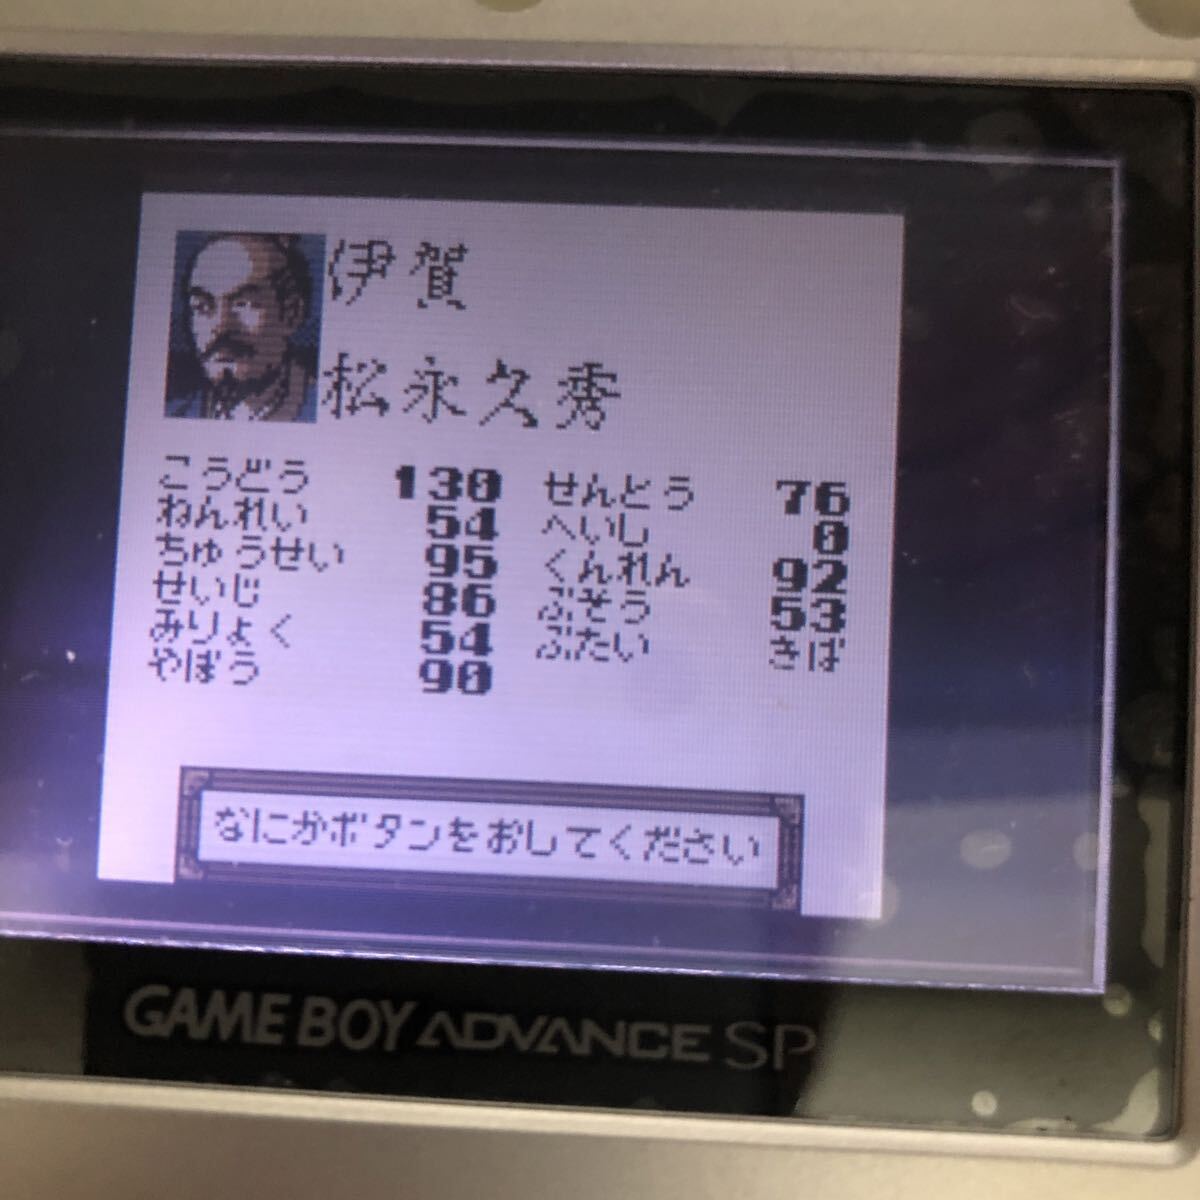 伊賀
松永久秀
こうどう 130 せんとう 76
ねんれい 54 へいし 0
ちゅうせい 95 くんれん 92
せいじ 86 ぶそう 53
みりょく 54 ぶたい きば
やぼう 90
なにかボタンをおしてください
GAME BOY ADVANCE SP